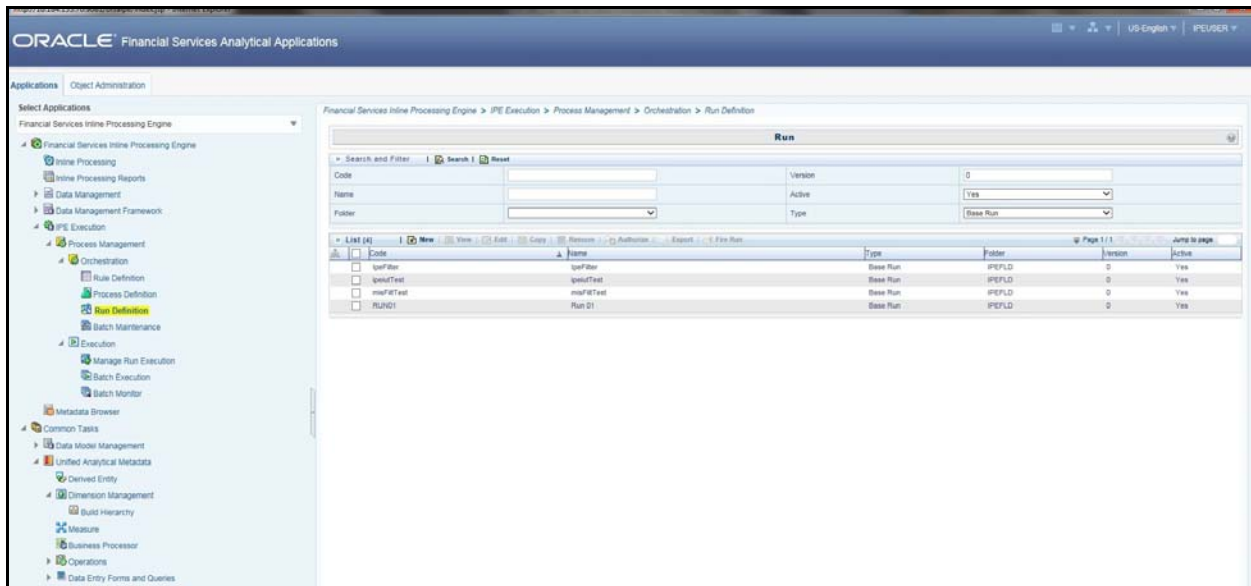 ORACLE Financial Services Analytical Applications
US-English
IPEUSER
Applications
Object Administration
Select Applications
Financial Services Inline Processing Engine
Financial Services Inline Processing Engine
Inline Processing
Inline Processing Reports
Data Management
Data Management Framework
IPE Execution
Process Management
Orchestration
Rule Definition
Process Definition
Run Definition
Batch Maintenance
Execution
Manage Run Execution
Batch Execution
Batch Monitor
Metadata Browser
Common Tasks
Data Model Management
Unified Analytical Metadata
Derived Entity
Dimension Management
Build Hierarchy
Measure
Business Processor
Operations
Data Entry Forms and Queries
Financial Services Inline Processing Engine > IPE Execution > Process Management > Orchestration > Run Definition
Run
Search and Filter | Search | Reset
Code Version 0
Name Active Yes
Folder Type Base Run
List (4) | New | View | Edit | Copy | Remove | Authorize | Export | Fire Run Page 1 / 1 Jump to page
Code Name Type Folder Version Active
IpeFilter IpeFilter Base Run IPEFLD 0 Yes
Base Run IPEFLD 0 Yes
Base Run IPEFLD 0 Yes
RUN01 Run 01 Base Run IPEFLD 0 Yes